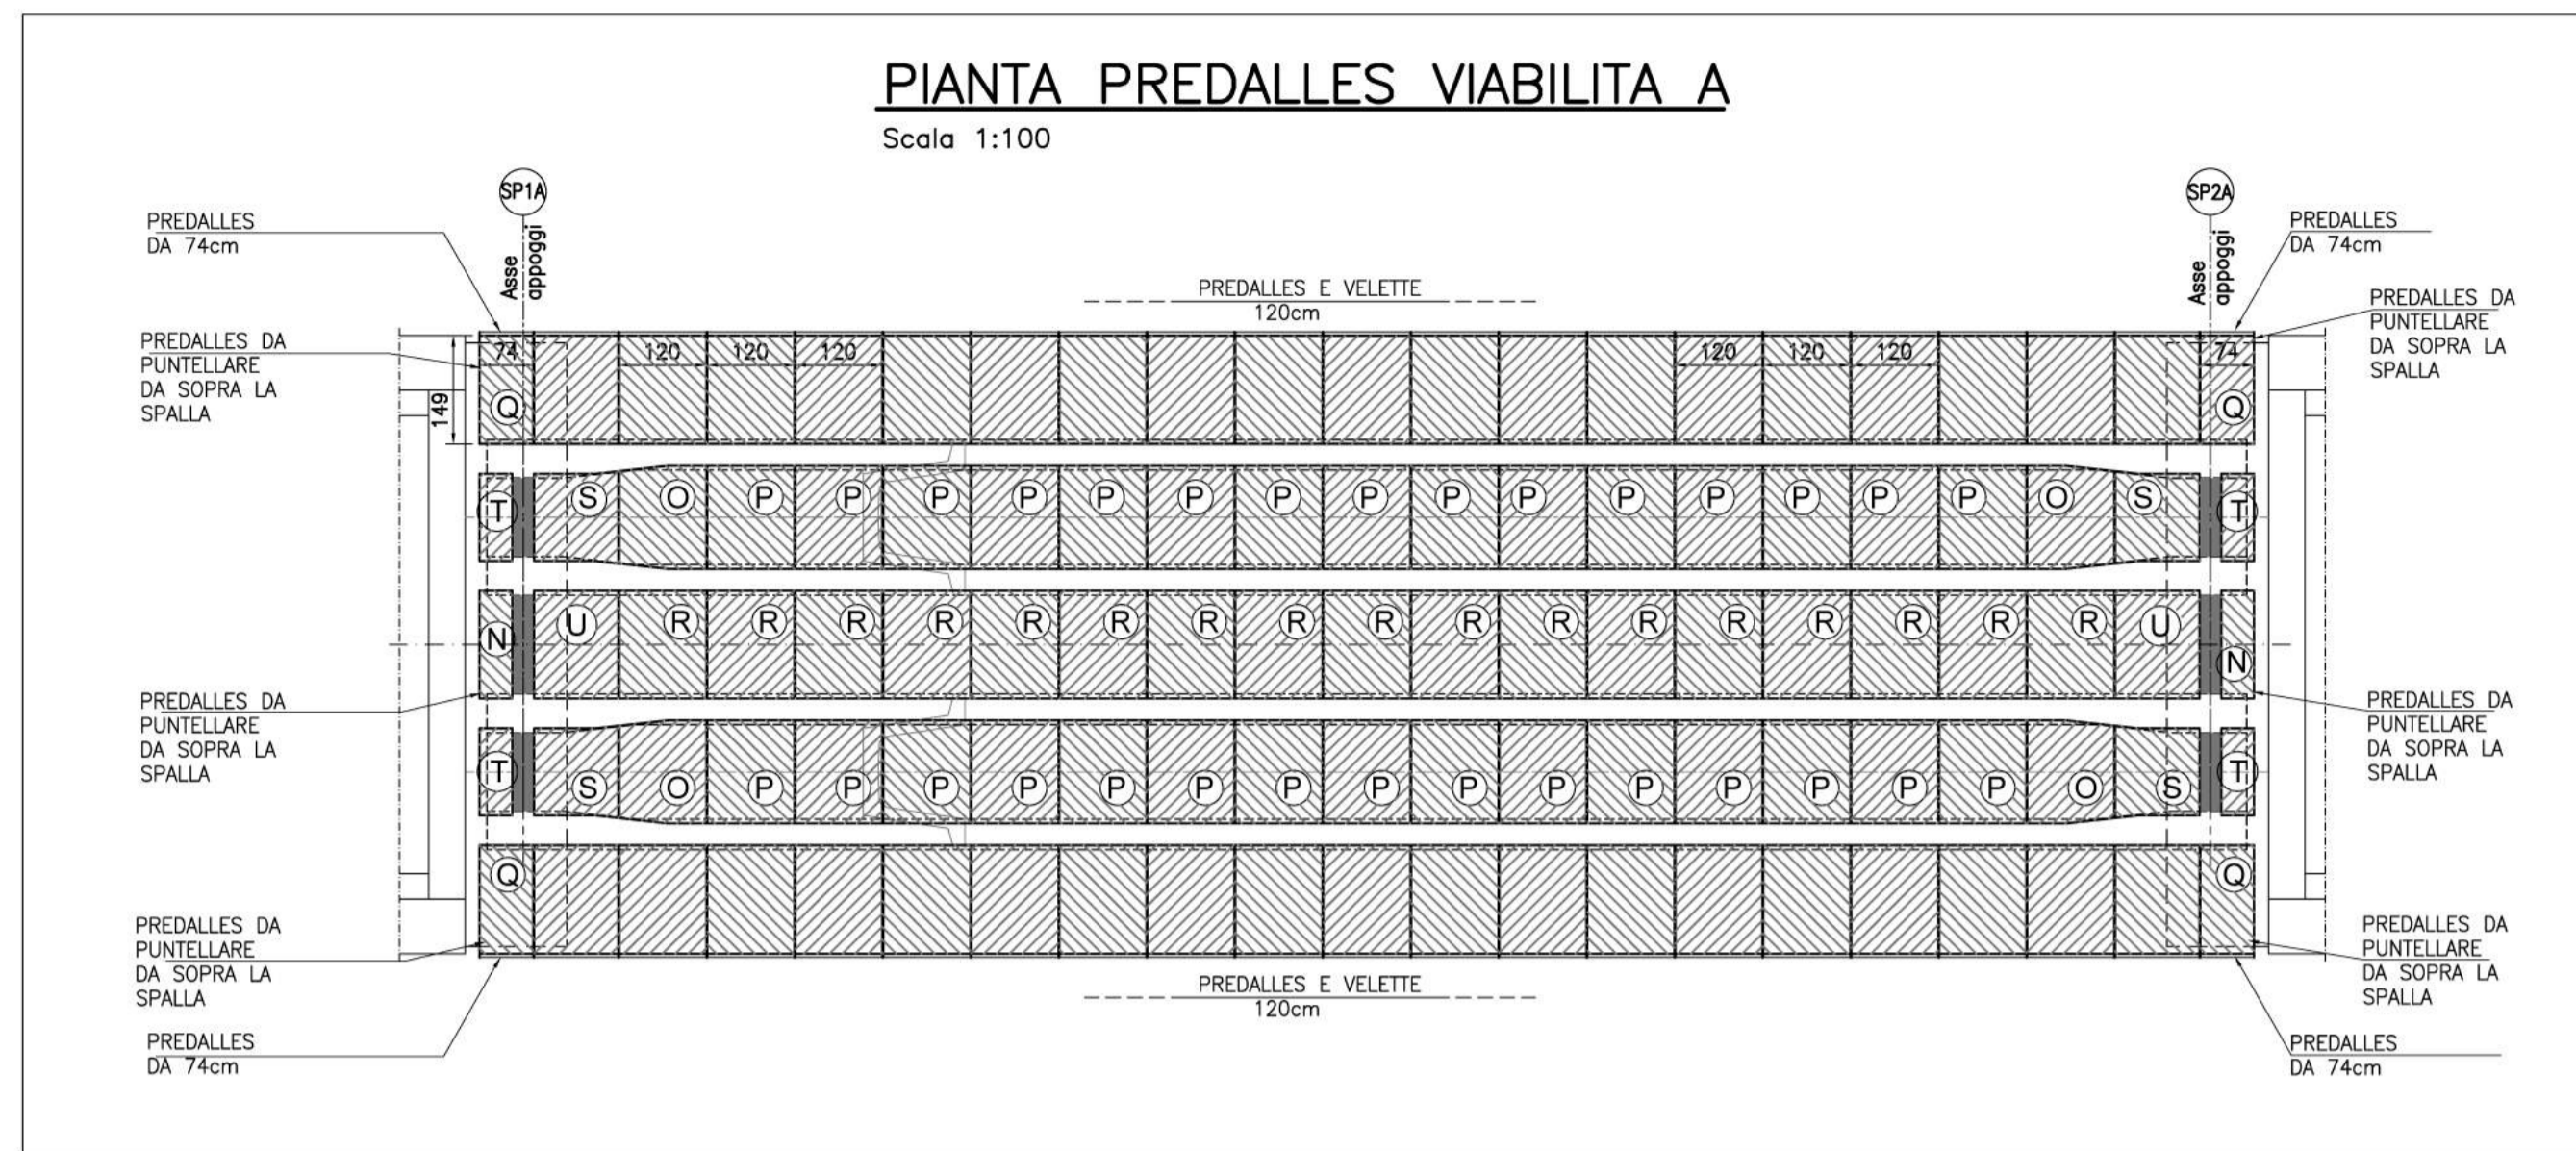 PIANTA PREDALLES VIABILITA A
Scala 1:100
SP1A
SP2A
PREDALLES
DA 74cm
Asse
appoggi
PREDALLES E VELETTE
120cm
Asse
appoggi
PREDALLES
DA 74cm
PREDALLES DA
PUNTELLARE
DA SOPRA LA
SPALLA
PREDALLES DA
PUNTELLARE
DA SOPRA LA
SPALLA
74 120 120 120 120 120 120 74
149
Q Q
T S O P P P P P P P P P P P P P P P O S T
N U R R R R R R R R R R R R R R R R R U N
PREDALLES DA
PUNTELLARE
DA SOPRA LA
SPALLA
PREDALLES DA
PUNTELLARE
DA SOPRA LA
SPALLA
T S O P P P P P P P P P P P P P P P O S T
Q Q
PREDALLES DA
PUNTELLARE
DA SOPRA LA
SPALLA
PREDALLES E VELETTE
120cm
PREDALLES DA
PUNTELLARE
DA SOPRA LA
SPALLA
PREDALLES
DA 74cm
PREDALLES
DA 74cm